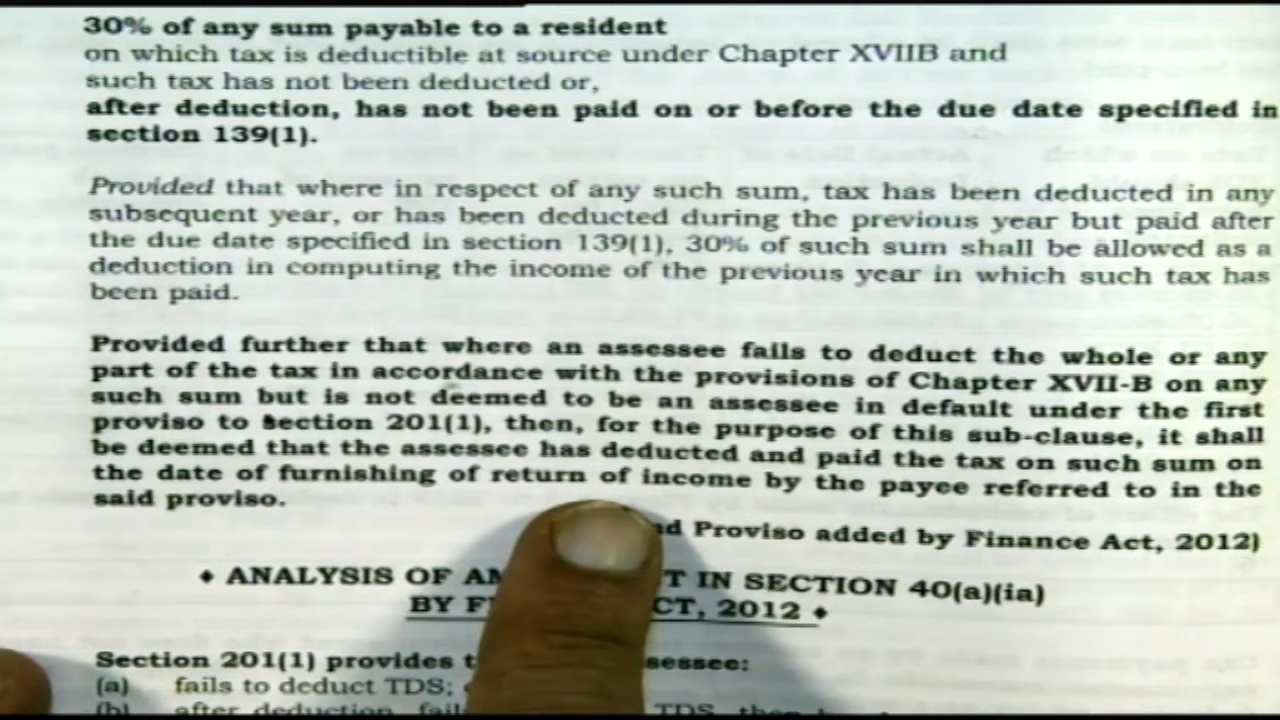 30% of any sum payable to a resident
on which tax is deductible at source under Chapter XVIIB and
such tax has not been deducted or,
after deduction, has not been paid on or before the due date specified in
section 139(1).
Provided that where in respect of any such sum, tax has been deducted in any
subsequent year, or has been deducted during the previous year but paid after
the due date specified in section 139(1), 30% of such sum shall be allowed as a
deduction in computing the income of the previous year in which such tax has
been paid.
Provided further that where an assessee fails to deduct the whole or any
part of the tax in accordance with the provisions of Chapter XVII-B on any
such sum but is not deemed to be an assessee in default under the first
proviso to section 201(1), then, for the purpose of this sub-clause, it shall
be deemed that the assessee has deducted and paid the tax on such sum on
the date of furnishing of return of income by the payee referred to in the
said proviso.
Proviso added by Finance Act, 2012)
♦ ANALYSIS OF IN SECTION 40(a)(ia)
BY 2012 ♦
Section 201(1) provides
(a) fails to deduct TDS;
(b) after deduction, TDS,